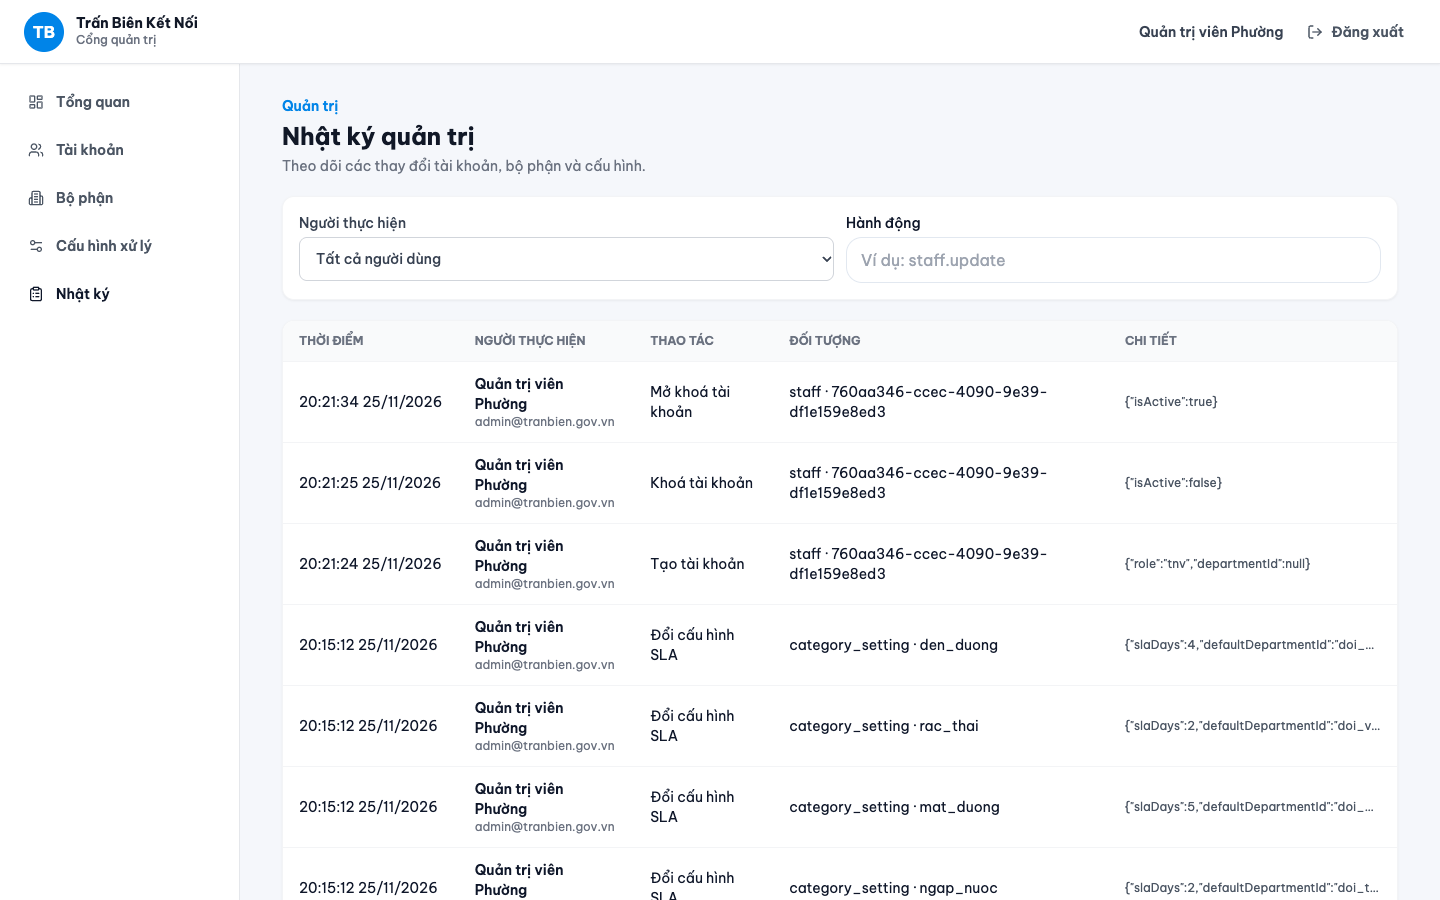 TB
Trấn Biên Kết Nối
Cổng quản trị
Quản trị viên Phường
Đăng xuất
Tổng quan
Tài khoản
Bộ phận
Cấu hình xử lý
Nhật ký
Quản trị
Nhật ký quản trị
Theo dõi các thay đổi tài khoản, bộ phận và cấu hình.
Người thực hiện
Tất cả người dùng
Hành động
Ví dụ: staff.update
THỜI ĐIỂM NGƯỜI THỰC HIỆN THAO TÁC ĐỐI TƯỢNG CHI TIẾT
20:21:34 25/11/2026
Quản trị viên
Phường
admin@tranbien.gov.vn
Mở khoá tài
khoản
staff · 760aa346-ccec-4090-9e39-
df1e159e8ed3
{"isActive":true}
20:21:25 25/11/2026
Quản trị viên
Phường
admin@tranbien.gov.vn
Khoá tài khoản
staff · 760aa346-ccec-4090-9e39-
df1e159e8ed3
{"isActive":false}
20:21:24 25/11/2026
Quản trị viên
Phường
admin@tranbien.gov.vn
Tạo tài khoản
staff · 760aa346-ccec-4090-9e39-
df1e159e8ed3
{"role":"tnv","departmentId":null}
20:15:12 25/11/2026
Quản trị viên
Phường
admin@tranbien.gov.vn
Đổi cấu hình
SLA
category_setting · den_duong
{"slaDays":4,"defaultDepartmentId":"doi_...
20:15:12 25/11/2026
Quản trị viên
Phường
admin@tranbien.gov.vn
Đổi cấu hình
SLA
category_setting · rac_thai
{"slaDays":2,"defaultDepartmentId":"doi_v...
20:15:12 25/11/2026
Quản trị viên
Phường
admin@tranbien.gov.vn
Đổi cấu hình
SLA
category_setting · mat_duong
{"slaDays":5,"defaultDepartmentId":"doi_...
20:15:12 25/11/2026
Quản trị viên
Phường
Đổi cấu hình
SLA
category_setting · ngap_nuoc
{"slaDays":2,"defaultDepartmentId":"doi_t...